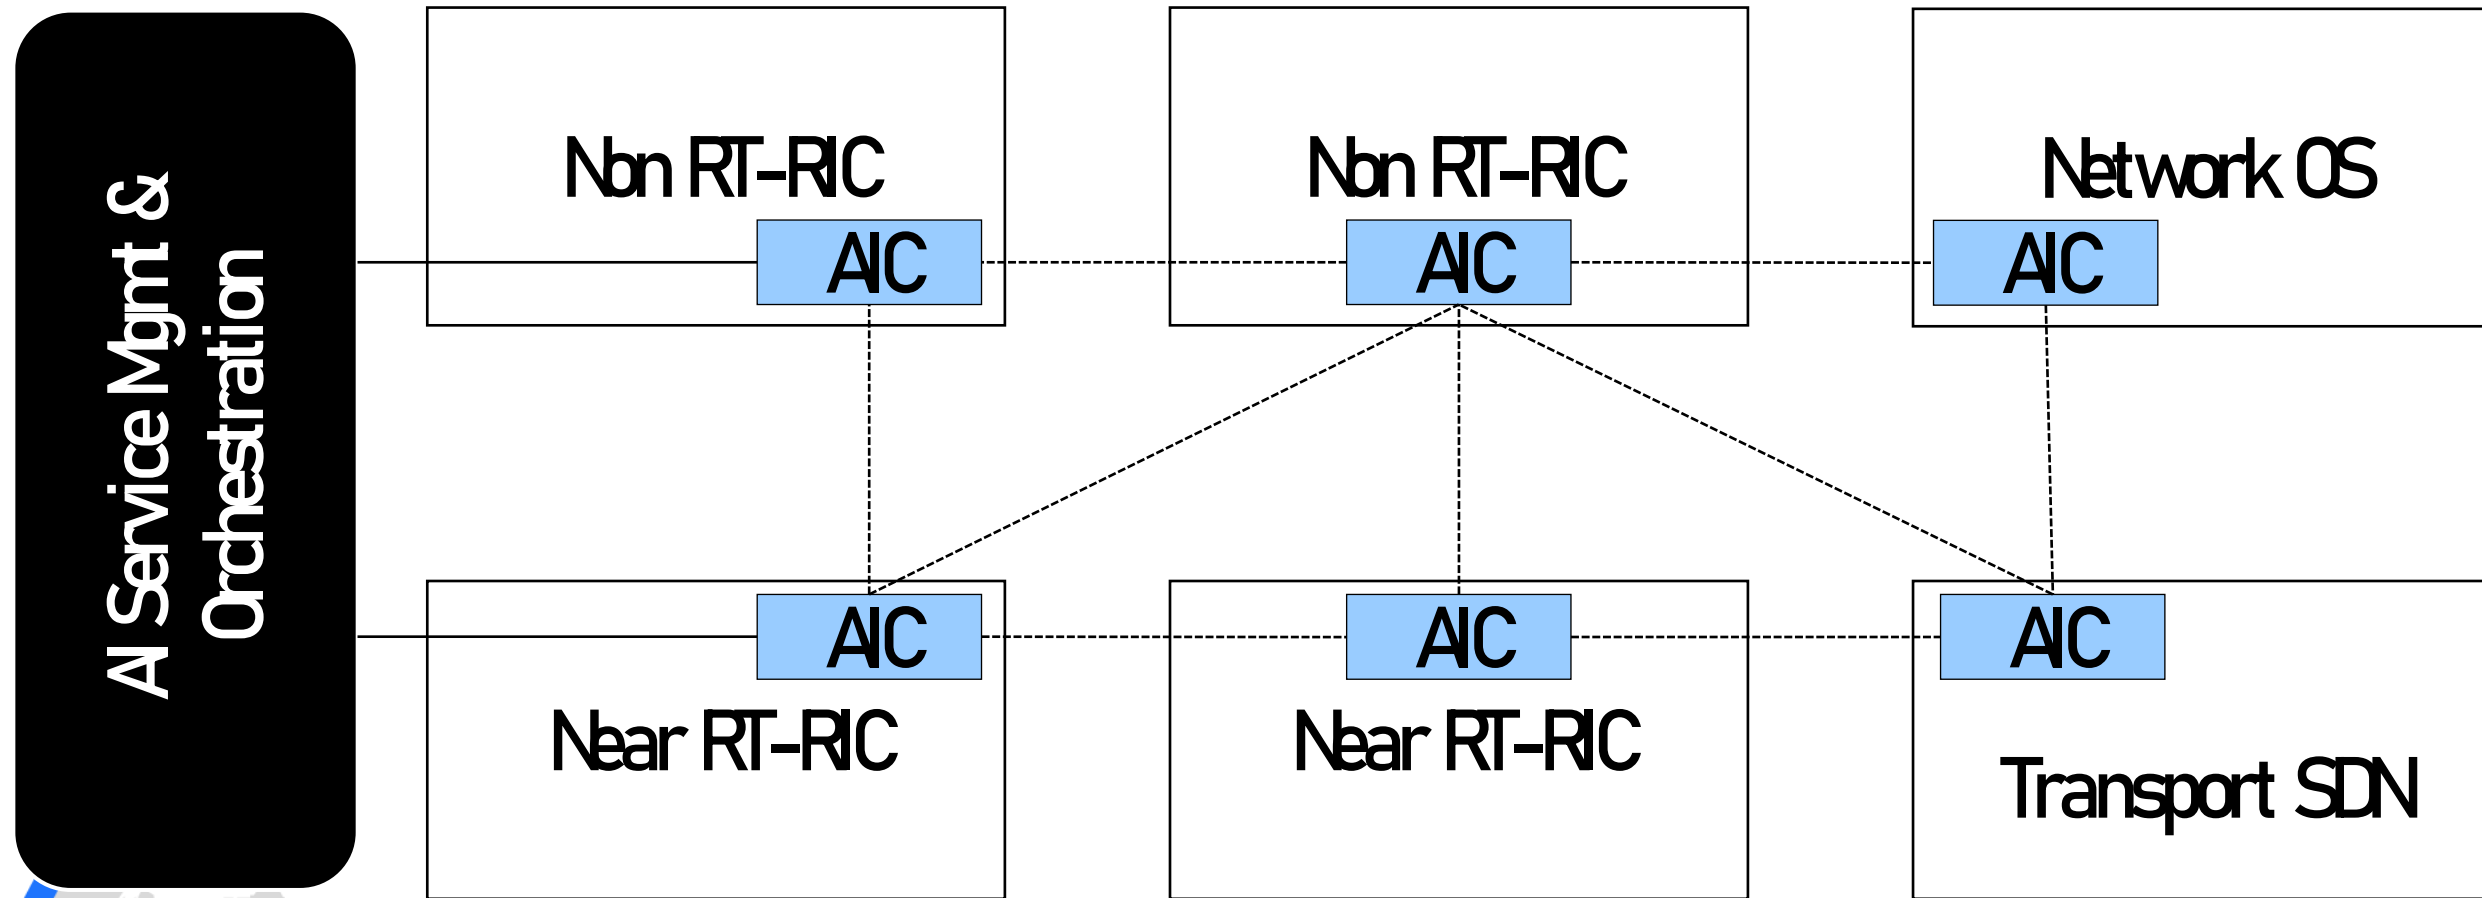 AI Service Mgmt &
Orchestration
Non RT-RIC
AIC
Non RT-RIC
AIC
Network OS
AIC
AIC
Near RT-RIC
AIC
Near RT-RIC
AIC
Transport SDN